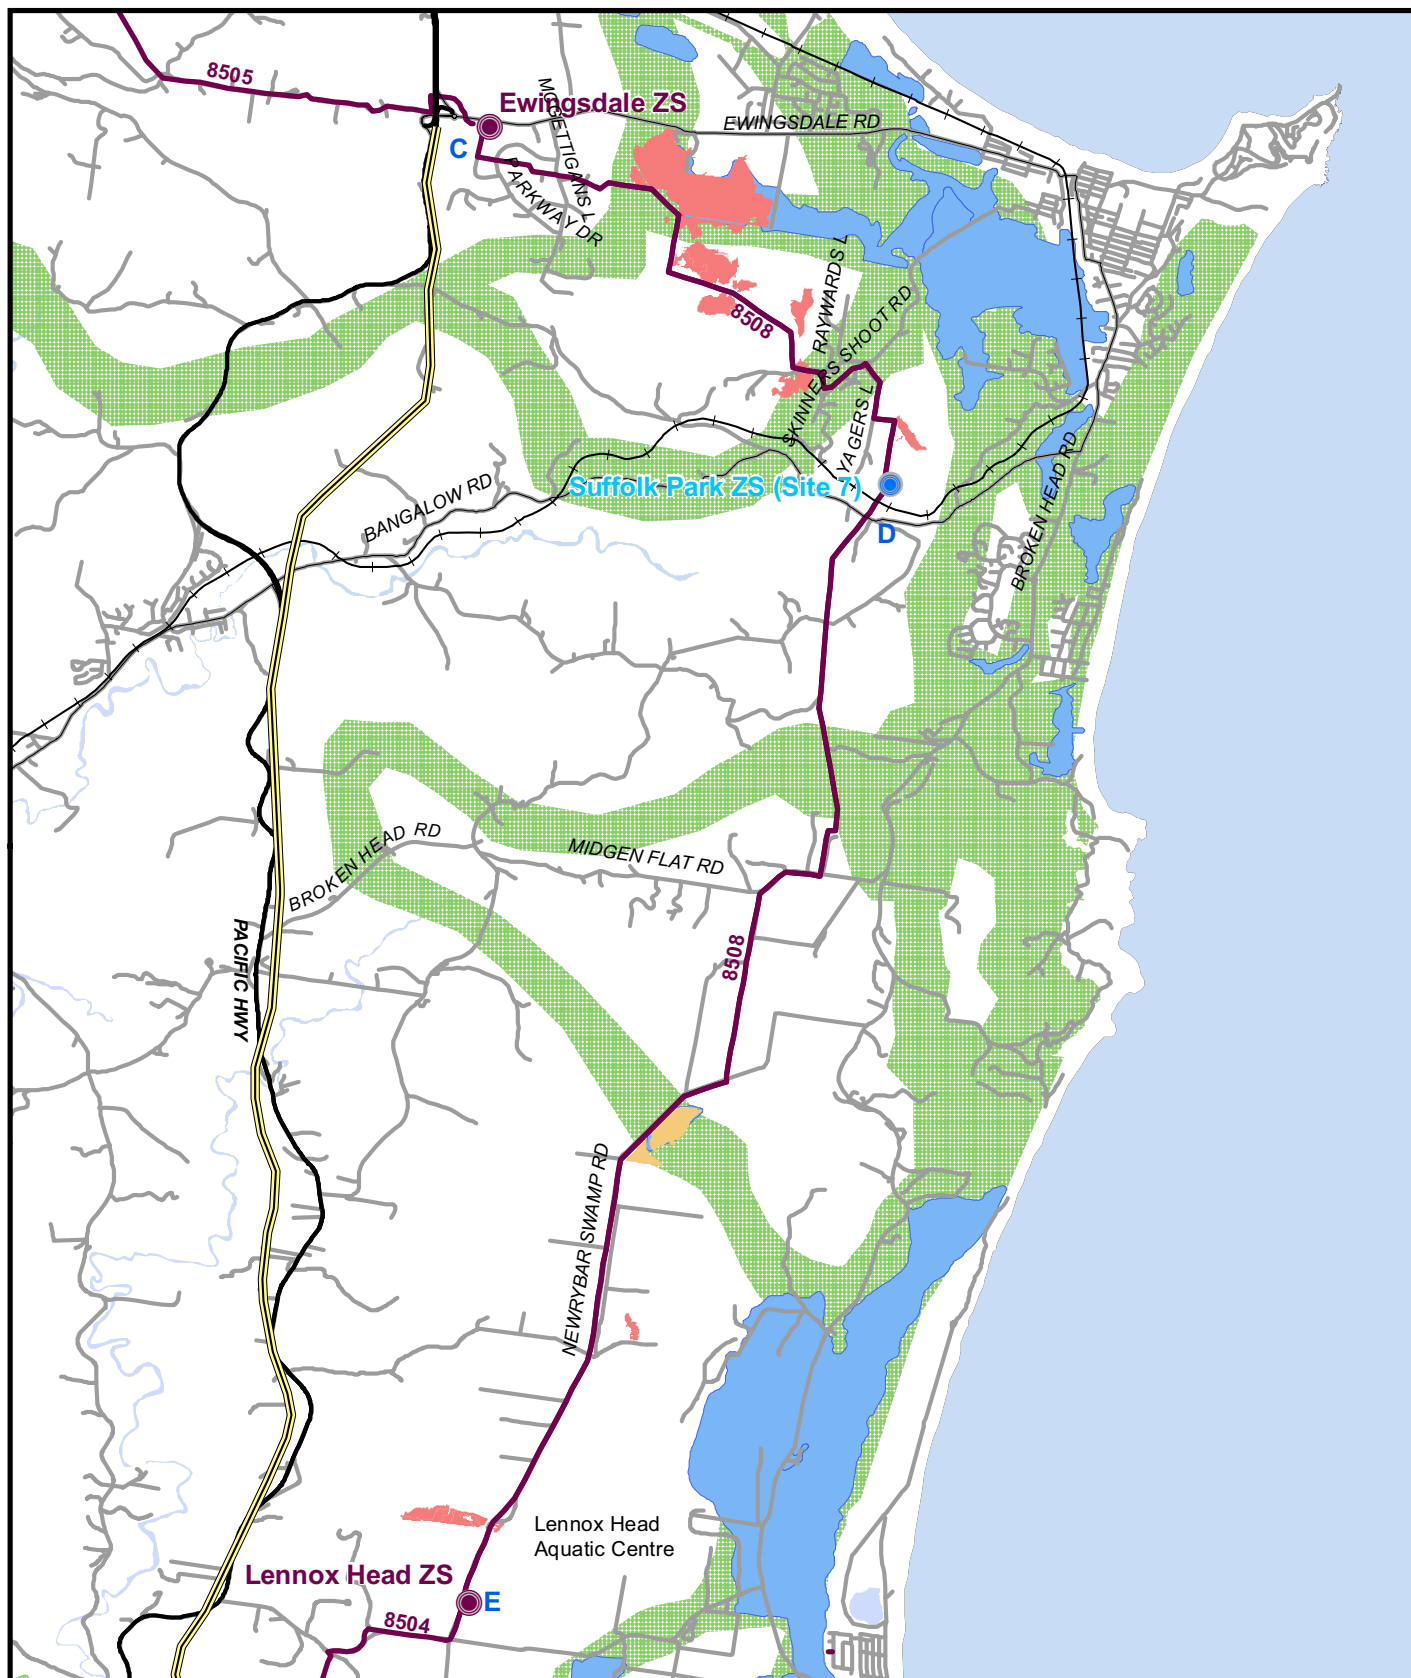 8505
Ewingsdale ZS
C
EWINGSDALE RD
MCGETTIGANS L
PARKWAY DR
RAYWARDS L
8508
SKINNERS SHOOT RD
YAGERS L
BANGALOW RD
Suffolk Park ZS (Site 7)
D
BROKEN HEAD RD
BROKEN HEAD RD
MIDGEN FLAT RD
PACIFIC HWY
8508
NEWRYBAR SWAMP RD
Lennox Head
Aquatic Centre
Lennox Head ZS
E
8504